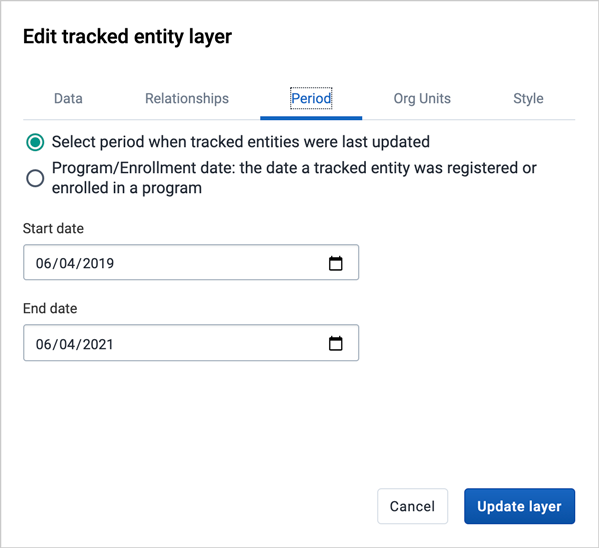 Edit tracked entity layer
Data Relationships Period Org Units Style
Select period when tracked entities were last updated
Program/Enrollment date: the date a tracked entity was registered or
enrolled in a program
Start date
06/04/2019
End date
06/04/2021
Cancel Update layer